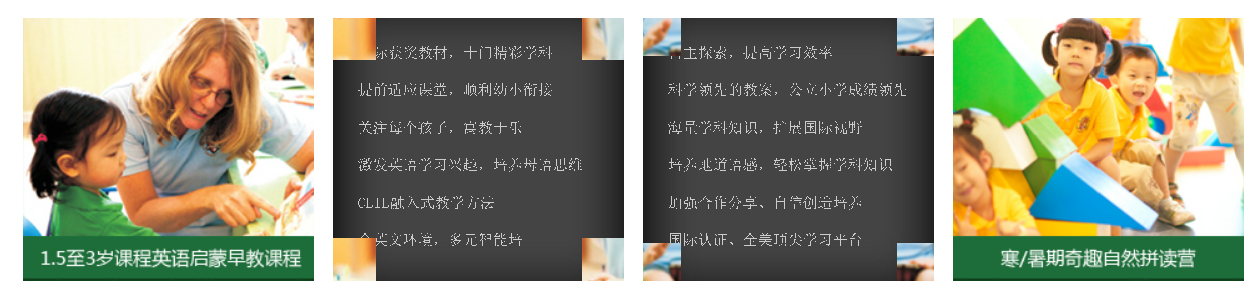 1.5至3岁课程英语启蒙早教课程
际获奖教材，十门精彩学科
提前适应课堂，顺利幼小衔接
关注每个孩子，寓教于乐
激发英语学习兴趣，培养母语思维
CLIL融入式教学方法
全英文环境，多元智能培
自主探索，提高学习效率
科学领先的教案，公立小学成绩领先
海量学科知识，扩展国际视野
培养地道语感，轻松掌握学科知识
加强合作分享、自信创造培养
国际认证、全美顶尖学习平台
寒/暑期奇趣自然拼读营